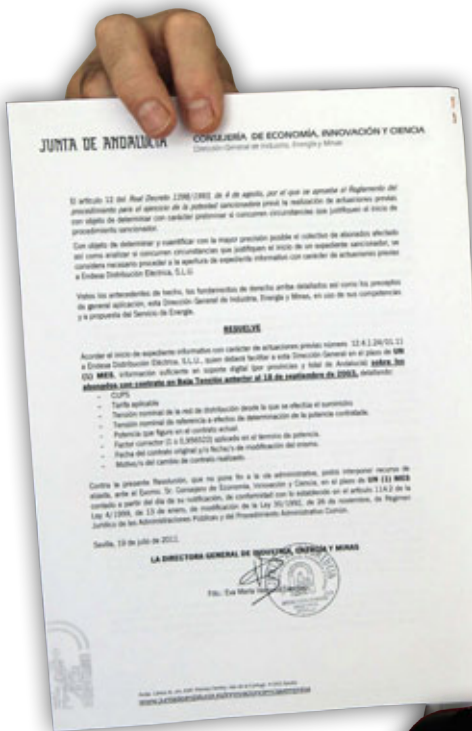 JUNTA DE ANDALUCIA
CONSEJERÍA DE ECONOMÍA, INNOVACIÓN Y CIENCIA
Dirección General de Industria, Energía y Minas
El artículo 12 del Real Decreto 1398/1993, de 4 de agosto, por el que se aprueba el Reglamento del
procedimiento para el ejercicio de la potestad sancionadora prevé la realización de actuaciones previas
con objeto de determinar con carácter preliminar si concurren circunstancias que justifiquen el inicio de
procedimiento sancionador.
Con objeto de determinar y cuantificar con la mayor precisión posible el colectivo de abonados afectado
así como analizar si concurren circunstancias que justifiquen el inicio de un expediente sancionador, se
considera necesario proceder a la apertura de expediente informativo con carácter de actuaciones previas
a Endesa Distribución Eléctrica, S.L.U.
Vistos los antecedentes de hecho, los fundamentos de derecho arriba detallados así como los preceptos
de general aplicación, esta Dirección General de Industria, Energía y Minas, en uso de sus competencias
y a propuesta del Servicio de Energía,
RESUELVE
Acordar el inicio de expediente informativo con carácter de actuaciones previas número
a Endesa Distribución Eléctrica, S.L.U., quien deberá facilitar a esta Dirección General en el plazo de UN
(1) MES, información suficiente en soporte digital (por provincias y total de Andalucía) sobre los
abonados con contrato en Baja Tensión anterior al 18 de septiembre de 2003, detallando:
- CUPS
- Tarifa aplicable
- Tensión nominal de la red de distribución desde la que se efectúa el suministro
- Tensión nominal de referencia a efectos de determinación de la potencia contratada.
- Potencia que figura en el contrato actual.
- Factor corrector (1 o 0,956522) aplicado en el término de potencia.
- Fecha del contrato original y/o fecha/s de modificación del mismo.
- Motivo/s del cambio de contrato realizado.
Contra la presente Resolución, que no pone fin a la vía administrativa, podrá interponer recurso de
alzada, ante el Excmo. Sr. Consejero de Economía, Innovación y Ciencia, en el plazo de UN (1) MES
contado a partir del día de su notificación, de conformidad con lo establecido en el artículo 114.2 de la
Ley 4/1999, de 13 de enero, de modificación de la Ley 30/1992, de 26 de noviembre, de Régimen
Jurídico de las Administraciones Públicas y del Procedimiento Administrativo Común.
Sevilla, 19 de julio de 2011,
LA DIRECTORA GENERAL DE INDUSTRIA, ENERGÍA Y MINAS
Fdo.: Eva María